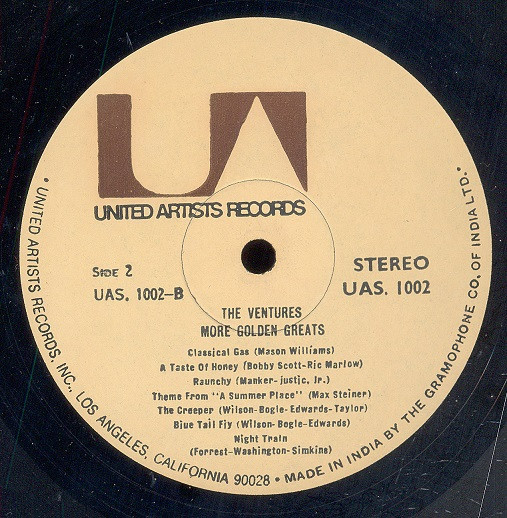 UA
UNITED ARTISTS RECORDS
SIDE 2
UAS. 1002-B
STEREO
UAS. 1002
THE VENTURES
MORE GOLDEN GREATS
Classical Gas (Mason Williams)
A Taste Of Honey (Bobby Scott-Ric Marlow)
Raunchy (Manker-justic, Jr.)
Theme From "A Summer Place" (Max Steiner)
The Creeper (Wilson-Bogle-Edwards-Taylor)
Blue Tail Fly (Wilson-Bogle-Edwards)
Night Train
(Forrest-Washington-Simkins)
• UNITED ARTISTS RECORDS, INC., LOS ANGELES, CALIFORNIA 90028 • MADE IN INDIA BY THE GRAMOPHONE CO. OF INDIA LTD. •